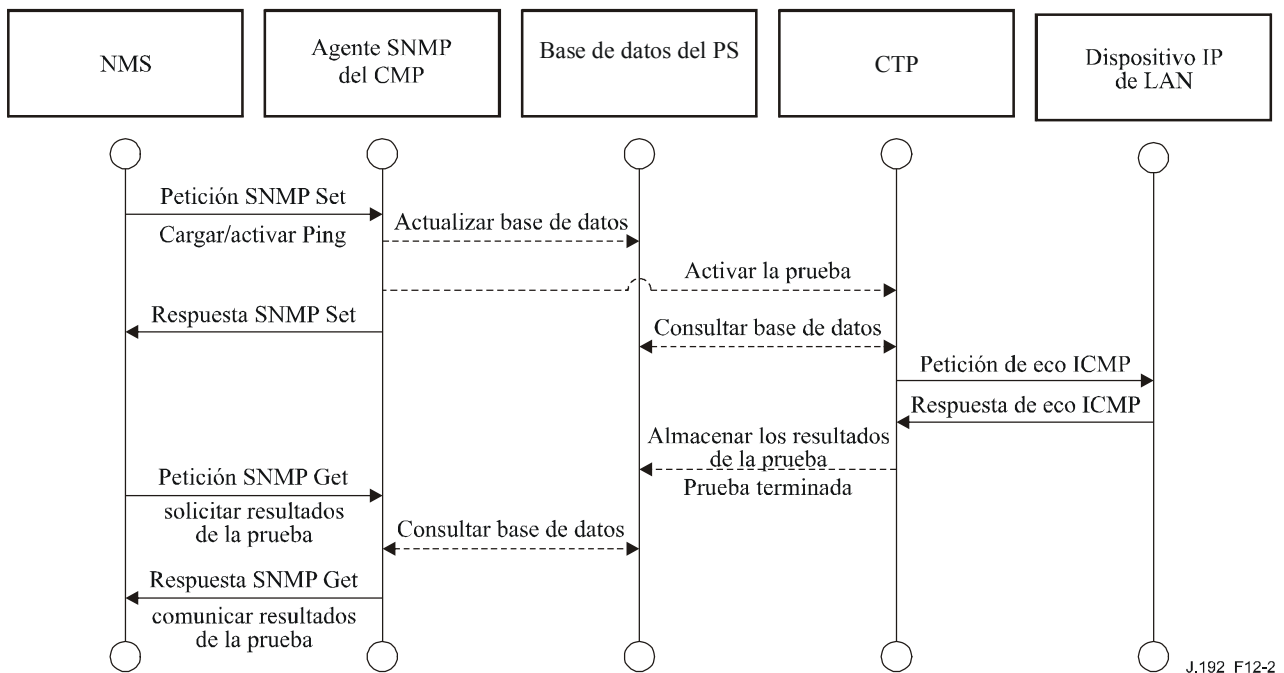 NMS
Agente SNMP
del CMP
Base de datos del PS
CTP
Dispositivo IP
de LAN
Petición SNMP Set
Cargar/activar Ping
Actualizar base de datos
Activar la prueba
Respuesta SNMP Set
Consultar base de datos
Petición de eco ICMP
Respuesta de eco ICMP
Almacenar los resultados
de la prueba
Prueba terminada
Petición SNMP Get
solicitar resultados
de la prueba
Consultar base de datos
Respuesta SNMP Get
comunicar resultados
de la prueba
J.192_F12-2